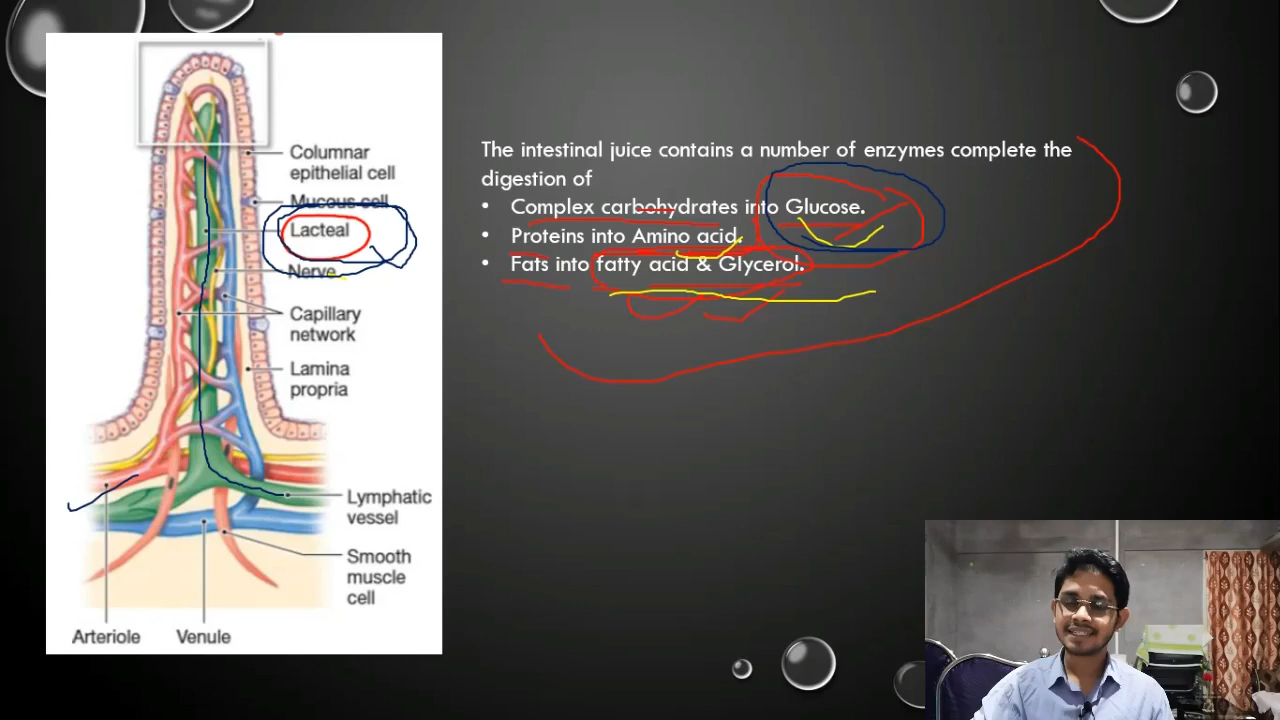 Columnar
epithelial cell
Mucous cell
Lacteal
Nerve
Capillary
network
Lamina
propria
Lymphatic
vessel
Smooth
muscle
cell
Arteriole
Venule
The intestinal juice contains a number of enzymes complete the
digestion of
• Complex carbohydrates into Glucose.
• Proteins into Amino acid.
• Fats into fatty acid & Glycerol.